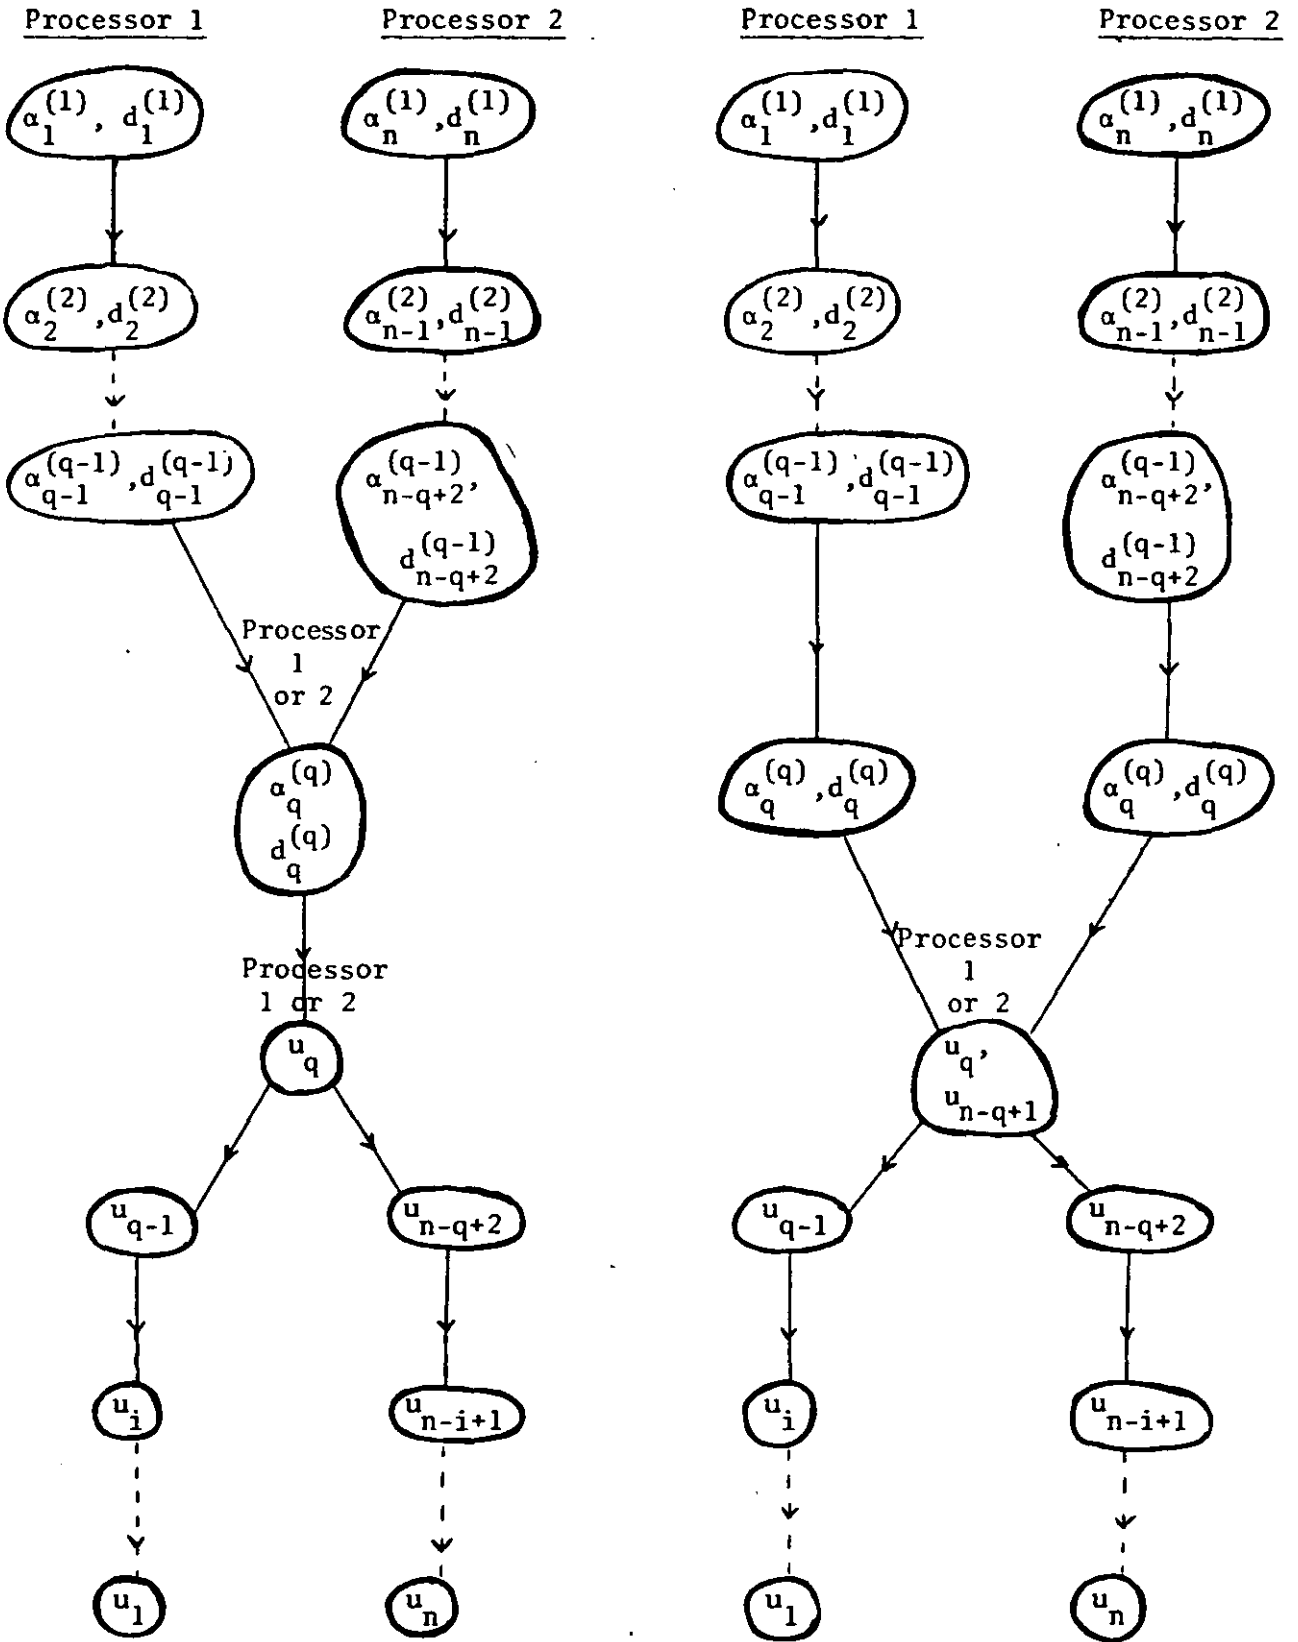 Processor 1 Processor 2
α_1^(1), d_1^(1) α_n^(1),d_n^(1)
α_2^(2),d_2^(2) α_{n-1}^(2),d_{n-1}^(2)
α_{q-1}^(q-1),d_{q-1}^(q-1) α_{n-q+2}^(q-1),
d_{n-q+2}^(q-1)
Processor
1
or 2
α_q^(q)
d_q^(q)
Processor
1 or 2
u_q
u_{q-1} u_{n-q+2}
u_i u_{n-i+1}
u_1 u_n
Processor 1 Processor 2
α_1^(1),d_1^(1) α_n^(1),d_n^(1)
α_2^(2),d_2^(2) α_{n-1}^(2),d_{n-1}^(2)
α_{q-1}^(q-1),d_{q-1}^(q-1) α_{n-q+2}^(q-1),
d_{n-q+2}^(q-1)
α_q^(q),d_q^(q) α_q^(q),d_q^(q)
Processor
1
or 2
u_q,
u_{n-q+1}
u_{q-1} u_{n-q+2}
u_i u_{n-i+1}
u_1 u_n